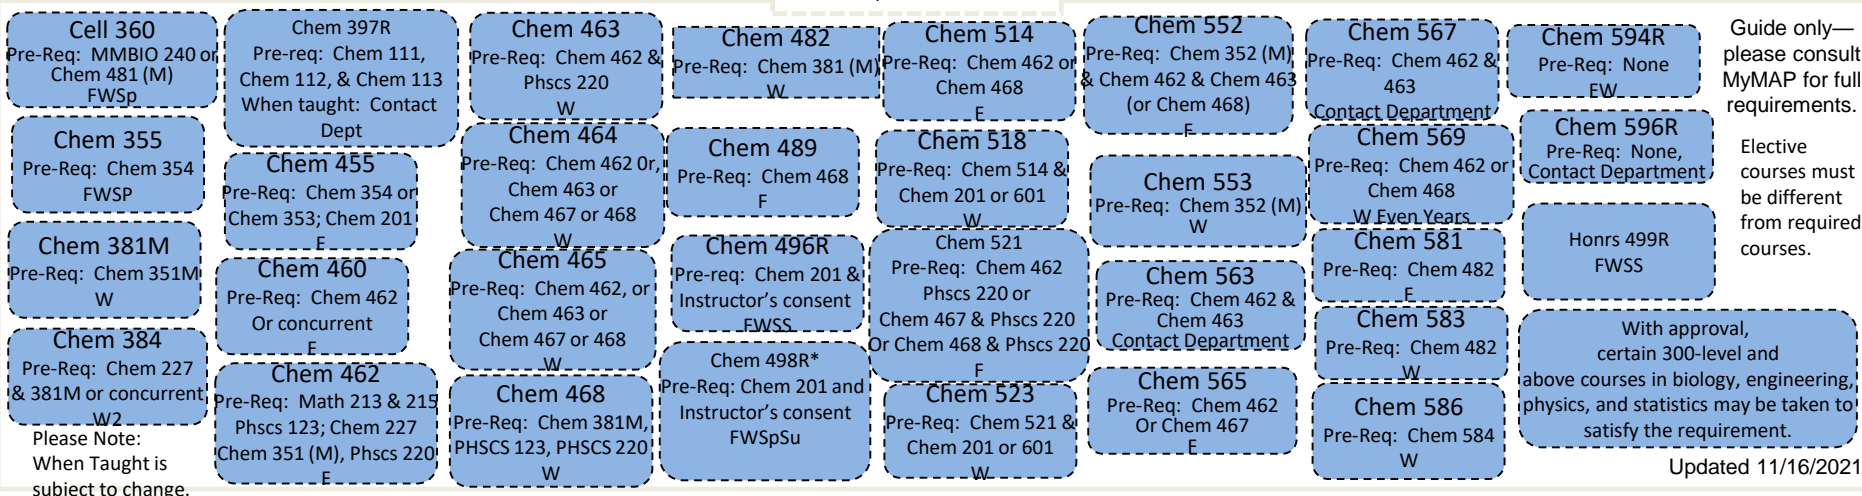 Cell 360
Pre-Req: MMBIO 240 or
Chem 481 (M)
FWSp
Chem 355
Pre-Req: Chem 354
FWSP
Chem 381M
Pre-Req: Chem 351M
W
Chem 384
Pre-Req: Chem 227
& 381M or concurrent
W2
Please Note:
When Taught is
subject to change.
Chem 397R
Pre-req: Chem 111,
Chem 112, & Chem 113
When taught: Contact
Dept
Chem 455
Pre-Req: Chem 354 or
Chem 353; Chem 201
F
Chem 460
Pre-Req: Chem 462
Or concurrent
F
Chem 462
Pre-Req: Math 213 & 215
Phscs 123; Chem 227
Chem 351 (M), Phscs 220
F
Chem 463
Pre-Req: Chem 462 &
Phscs 220
W
Chem 464
Pre-Req: Chem 462 0r,
Chem 463 or
Chem 467 or 468
W
Chem 465
Pre-Req: Chem 462, or
Chem 463 or
Chem 467 or 468
W
Chem 468
Pre-Req: Chem 381M,
PHSCS 123, PHSCS 220
W
Chem 482
Pre-Req: Chem 381 (M)
W
Chem 489
Pre-Req: Chem 468
F
Chem 496R
Pre-req: Chem 201 &
Instructor's consent
FWSS
Chem 498R*
Pre-Req: Chem 201 and
Instructor's consent
FWSpSu
Chem 514
Pre-Req: Chem 462 or
Chem 468
F
Chem 518
Pre-Req: Chem 514 &
Chem 201 or 601
W
Chem 521
Pre-Req: Chem 462
Phscs 220 or
Chem 467 & Phscs 220
Or Chem 468 & Phscs 220
F
Chem 523
Pre-Req: Chem 521 &
Chem 201 or 601
W
Chem 552
Pre-Req: Chem 352 (M)
& Chem 462 & Chem 463
(or Chem 468)
F
Chem 553
Pre-Req: Chem 352 (M)
W
Chem 563
Pre-Req: Chem 462 &
Chem 463
Contact Department
Chem 565
Pre-Req: Chem 462
Or Chem 467
F
Chem 567
Pre-Req: Chem 462 &
463
Contact Department
Chem 569
Pre-Req: Chem 462 or
Chem 468
W Even Years
Chem 581
Pre-Req: Chem 482
F
Chem 583
Pre-Req: Chem 482
W
Chem 586
Pre-Req: Chem 584
W
Chem 594R
Pre-Req: None
FW
Chem 596R
Pre-Req: None,
Contact Department
Honrs 499R
FWSS
With approval,
certain 300-level and
above courses in biology, engineering,
physics, and statistics may be taken to
satisfy the requirement.
Guide only—
please consult
MyMAP for full
requirements.
Elective
courses must
be different
from required
courses.
Updated 11/16/2021